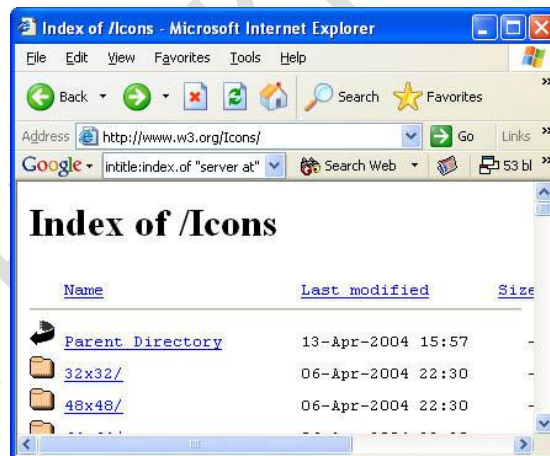 Index of /Icons - Microsoft Internet Explorer
File Edit View Favorites Tools Help
Back Search Favorites »
Address http://www.w3.org/Icons/ Go Links »
Google intitle:index.of "server at" Search Web 53 bl »
Index of /Icons
Name Last modified Size
Parent Directory 13-Apr-2004 15:57 -
32x32/ 06-Apr-2004 22:30 -
48x48/ 06-Apr-2004 22:30 -